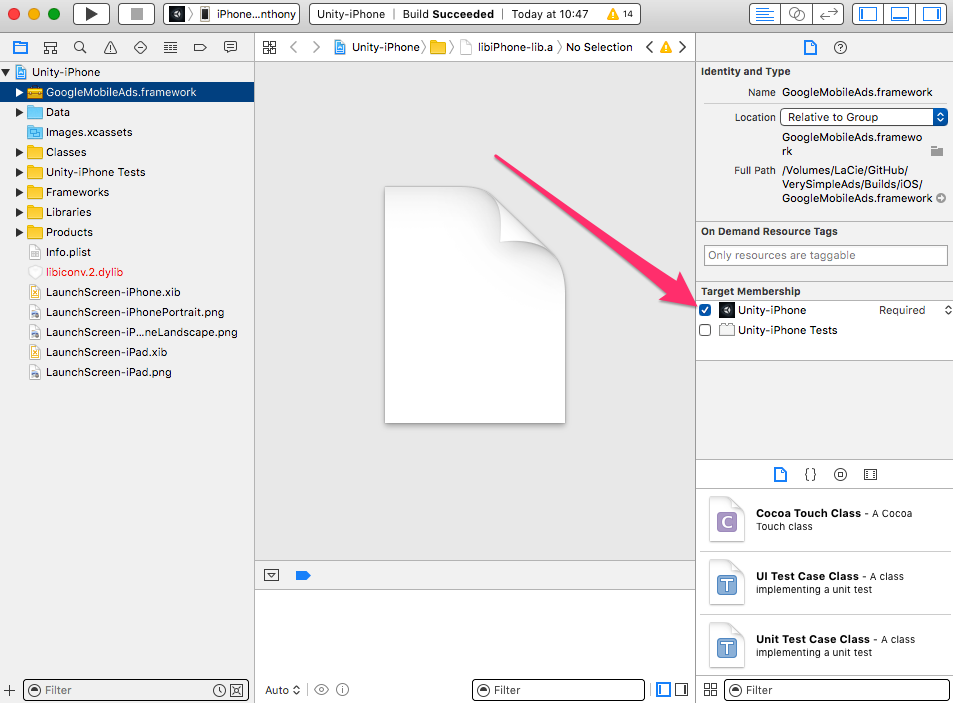 iPhone...nthony
Unity-iPhone | Build Succeeded | Today at 10:47 14
Unity-iPhone libiPhone-lib.a No Selection
Unity-iPhone
GoogleMobileAds.framework
Data
Images.xcassets
Classes
Unity-iPhone Tests
Frameworks
Libraries
Products
Info.plist
libiconv.2.dylib
LaunchScreen-iPhone.xib
LaunchScreen-iPhonePortrait.png
LaunchScreen-iP...neLandscape.png
LaunchScreen-iPad.xib
LaunchScreen-iPad.png
Filter
Auto
Filter
Identity and Type
Name GoogleMobileAds.framework
Location Relative to Group
GoogleMobileAds.framewo
rk
Full Path /Volumes/LaCie/GitHub/
VerySimpleAds/Builds/iOS/
GoogleMobileAds.framework
On Demand Resource Tags
Only resources are taggable
Target Membership
Unity-iPhone Required
Unity-iPhone Tests
{}
C
Cocoa Touch Class - A Cocoa
Touch class
T
UI Test Case Class - A class
implementing a unit test
T
Unit Test Case Class - A class
implementing a unit test
Filter